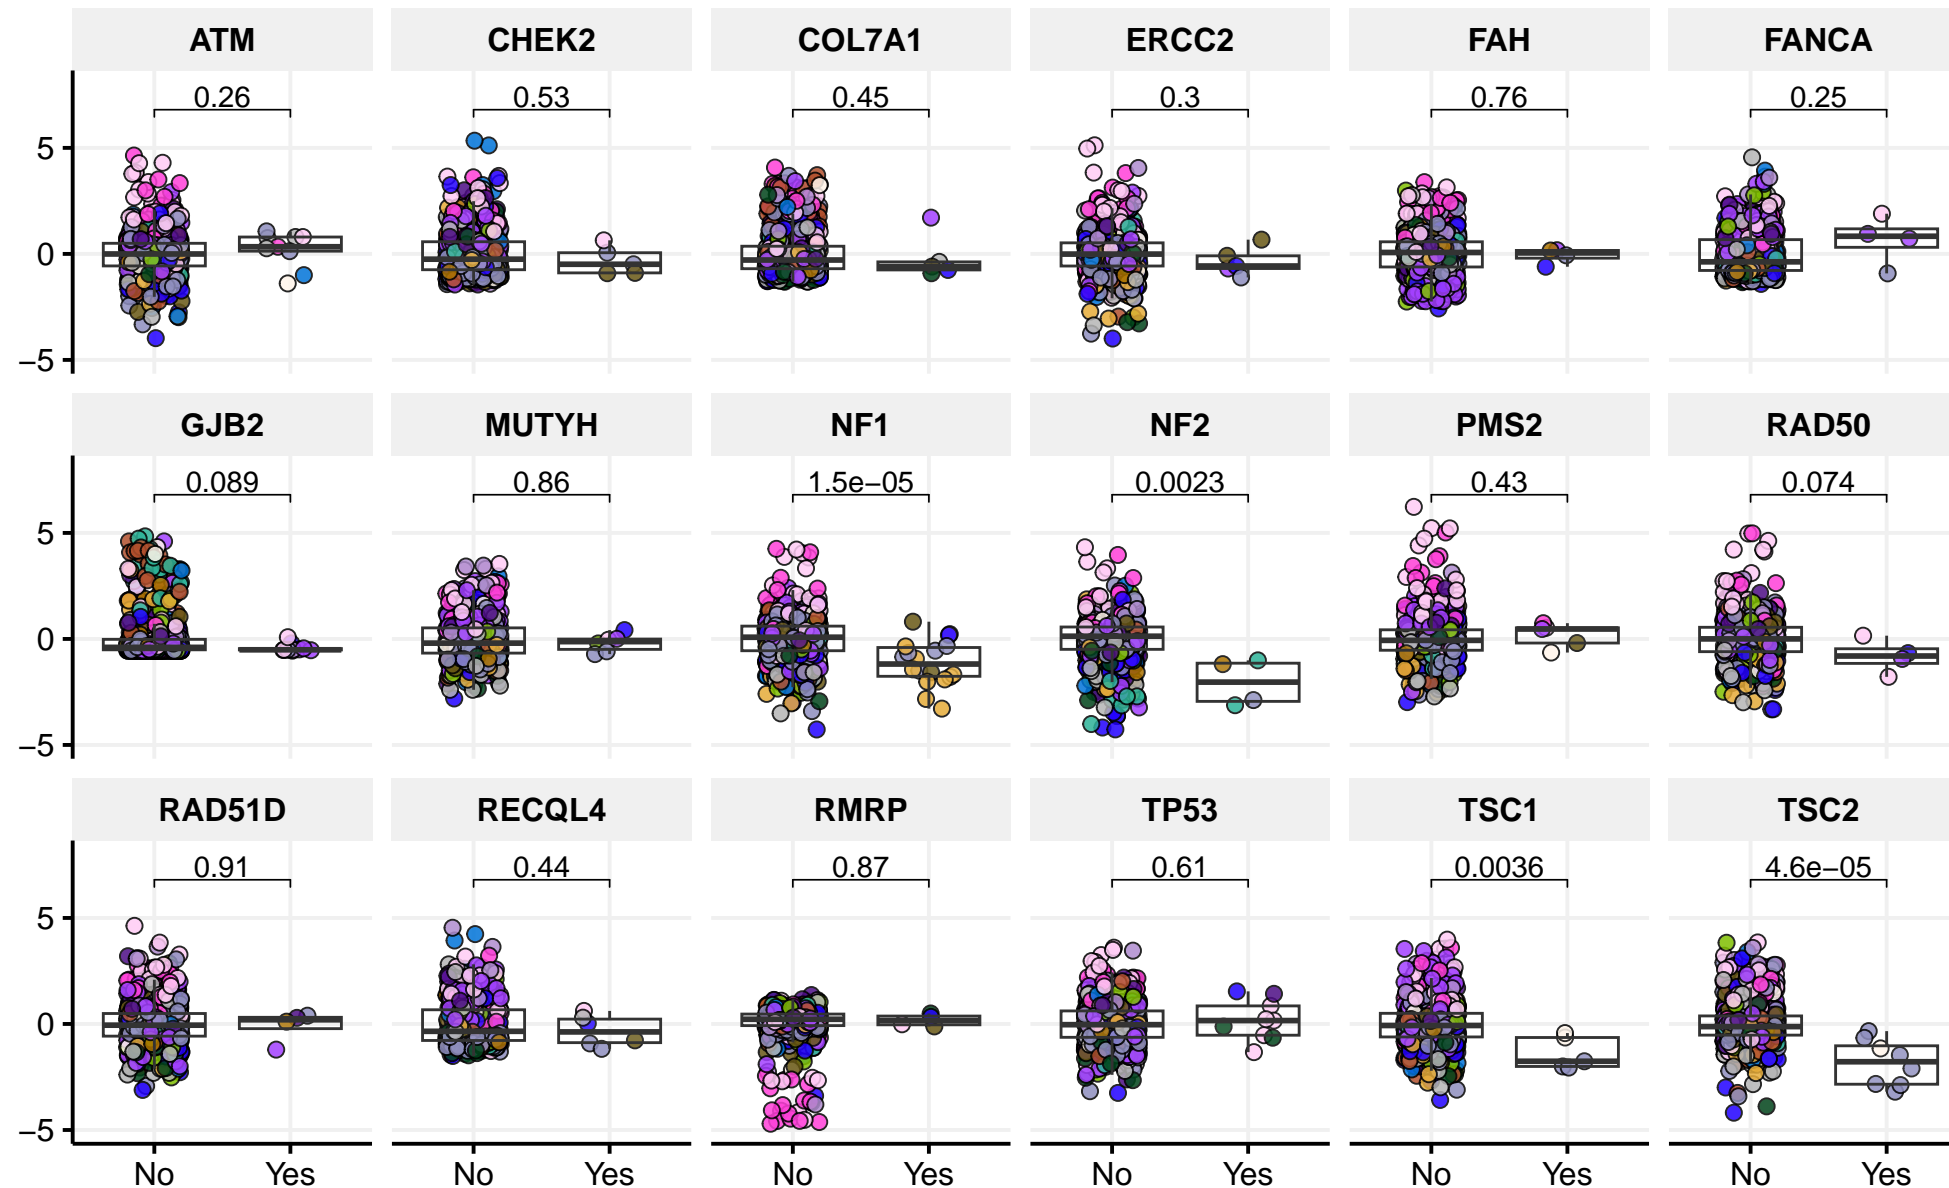 ATM CHEK2 COL7A1 ERCC2 FAH FANCA
0.26 0.53 0.45 0.3 0.76 0.25
5
0
−5
GJB2 MUTYH NF1 NF2 PMS2 RAD50
0.089 0.86 1.5e−05 0.0023 0.43 0.074
5
0
−5
RAD51D RECQL4 RMRP TP53 TSC1 TSC2
0.91 0.44 0.87 0.61 0.0036 4.6e−05
5
0
−5
No Yes No Yes No Yes No Yes No Yes No Yes